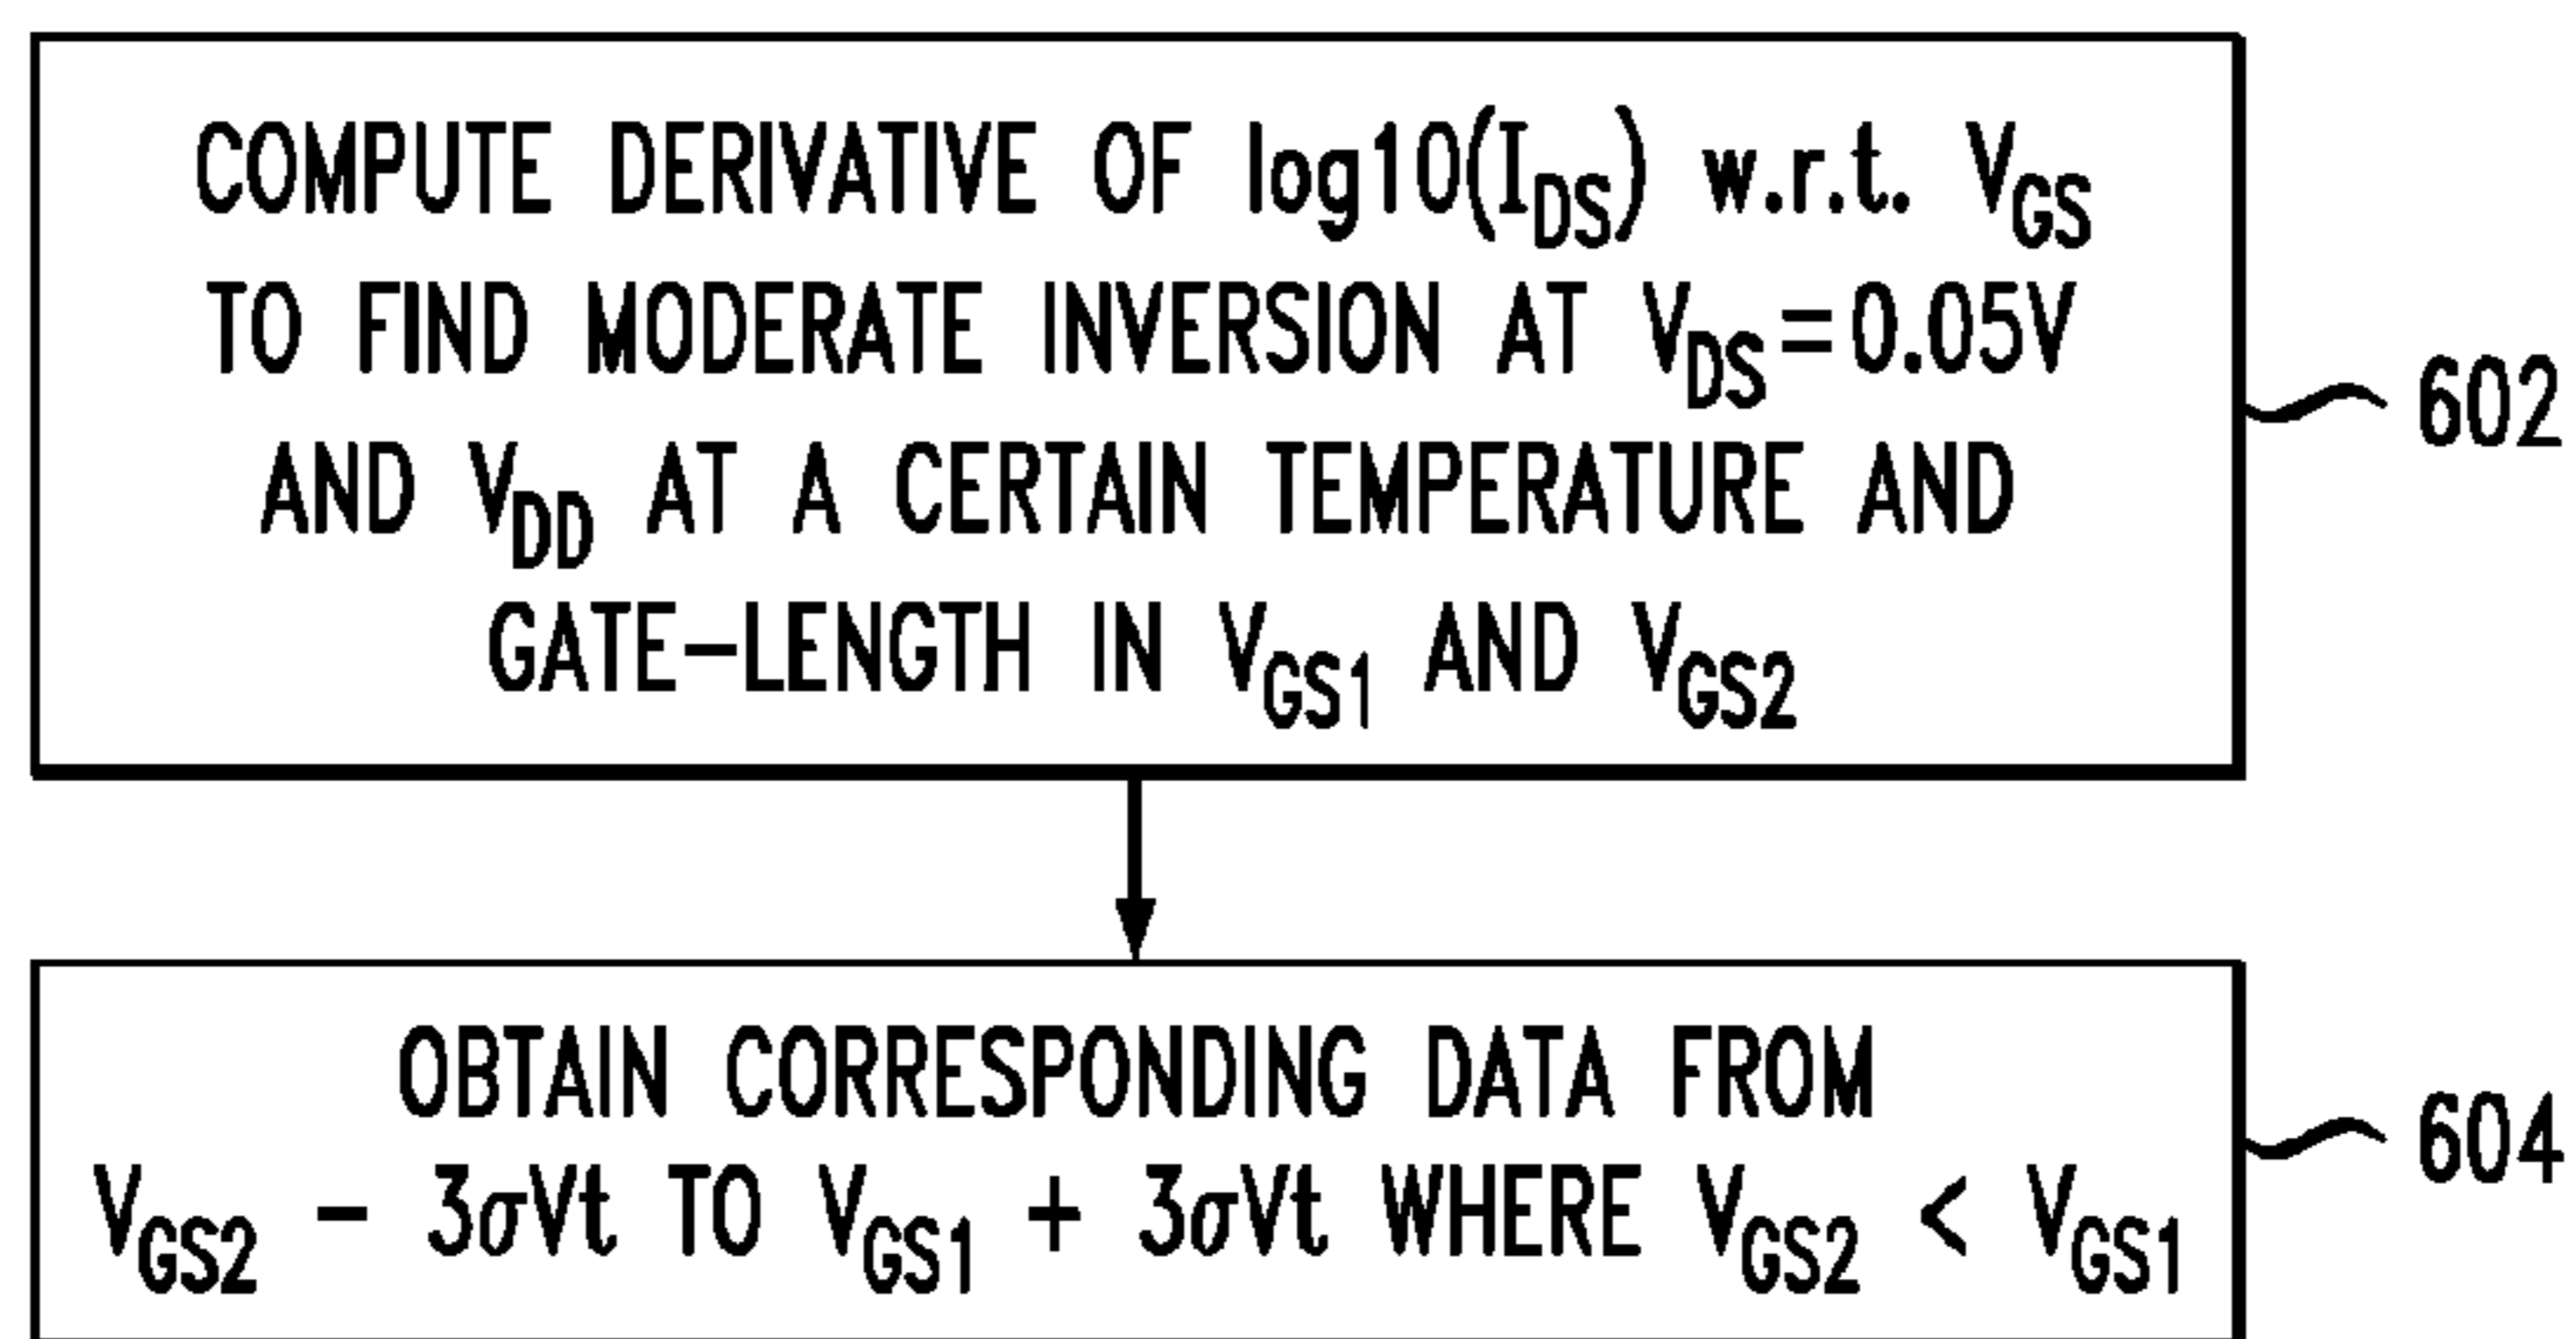 COMPUTE DERIVATIVE OF log10(I_DS) w.r.t. V_GS
TO FIND MODERATE INVERSION AT V_DS=0.05V
AND V_DD AT A CERTAIN TEMPERATURE AND
GATE-LENGTH IN V_GS1 AND V_GS2
602
OBTAIN CORRESPONDING DATA FROM
V_GS2 - 3σVt TO V_GS1 + 3σVt WHERE V_GS2 < V_GS1
604